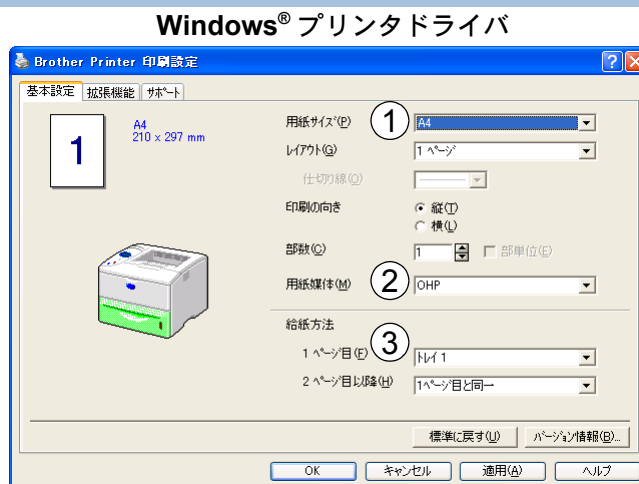 Windows® プリンタドライバ
Brother Printer 印刷設定
基本設定 拡張機能 サポート
1
A4
210 x 297 mm
用紙サイズ(P) ① A4
レイアウト(G) 1 ページ
仕切り線(O)
印刷の向き 縦(T)
横(L)
部数(C) 1 部単位(E)
用紙媒体(M) ② OHP
給紙方法
1 ページ目(F) ③ トレイ 1
2 ページ目以降(H) 1ページ目と同一
標準に戻す(U) バージョン情報(B)...
OK キャンセル 適用(A) ヘルプ